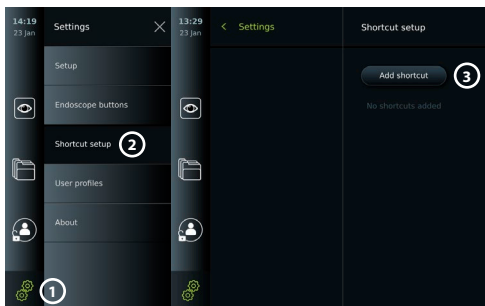 14:19
23 Jan
Settings
Setup
Endoscope buttons
Shortcut setup
2
User profiles
About
1
13:29
23 Jan
< Settings
Shortcut setup
Add shortcut
3
No shortcuts added